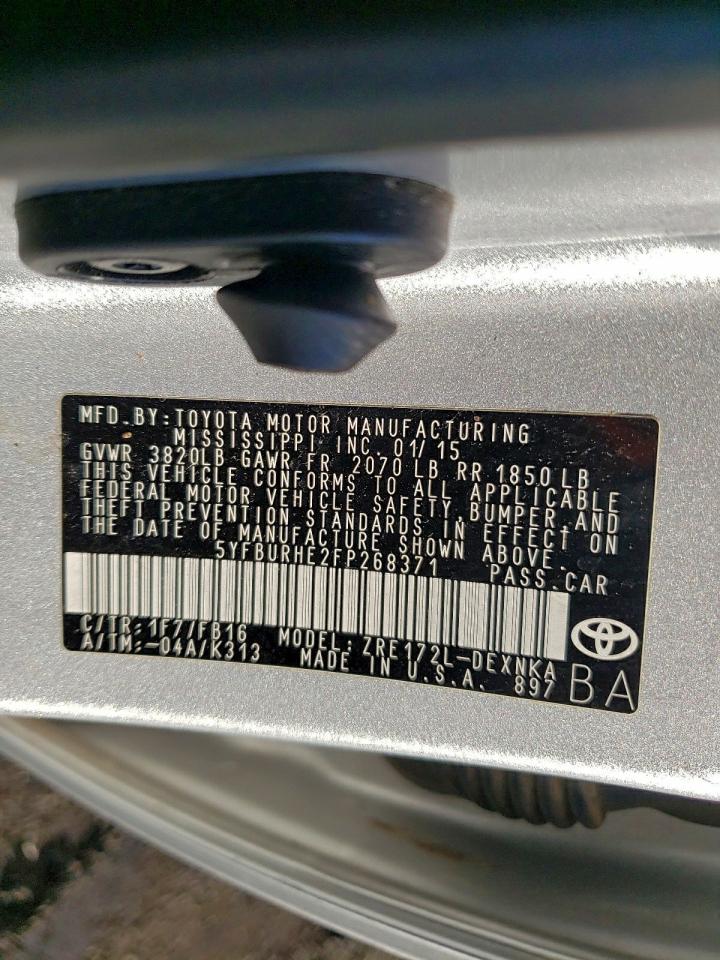 MFD. BY: TOYOTA MOTOR MANUFACTURING
MISSISSIPPI INC. 01/15
GVWR 3820LB GAWR FR 2070 LB RR 1850LB
THIS VEHICLE CONFORMS TO ALL APPLICABLE
FEDERAL MOTOR VEHICLE SAFETY, BUMPER, AND
THEFT PREVENTION STANDARDS IN EFFECT ON
THE DATE OF MANUFACTURE SHOWN ABOVE.
5YFBURHE2FP268371 PASS. CAR
C/TR: 1F7/FB16 MODEL: ZRE172L-DEXNKA
A/TM: -04A/K313 MADE IN U.S.A. 897 BA